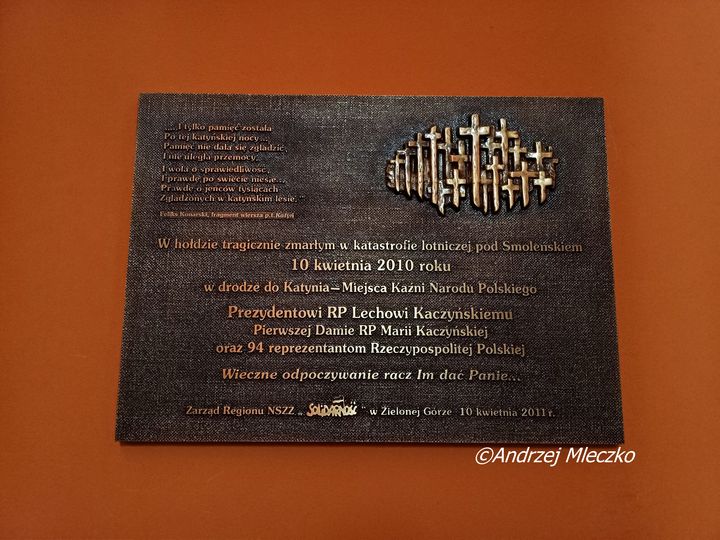 „...I tylko pamięć została
Po tej katyńskiej nocy...
Pamięć nie dała się zgładzić,
I nie uległa przemocy.
I woła o sprawiedliwość,
I prawdę po świecie niesie...
Prawdę o jeńców tysiącach
Zgładzonych w katyńskim lesie."
Feliks Konarski, fragment wiersza p.t.Katyń
W hołdzie tragicznie zmarłym w katastrofie lotniczej pod Smoleńskiem
10 kwietnia 2010 roku
w drodze do Katynia—Miejsca Kaźni Narodu Polskiego
Prezydentowi RP Lechowi Kaczyńskiemu
Pierwszej Damie RP Marii Kaczyńskiej
oraz 94 reprezentantom Rzeczypospolitej Polskiej
Wieczne odpoczywanie racz Im dać Panie...
Zarząd Regionu NSZZ „Solidarność" w Zielonej Górze 10 kwietnia 2011 r.
©Andrzej Mleczko